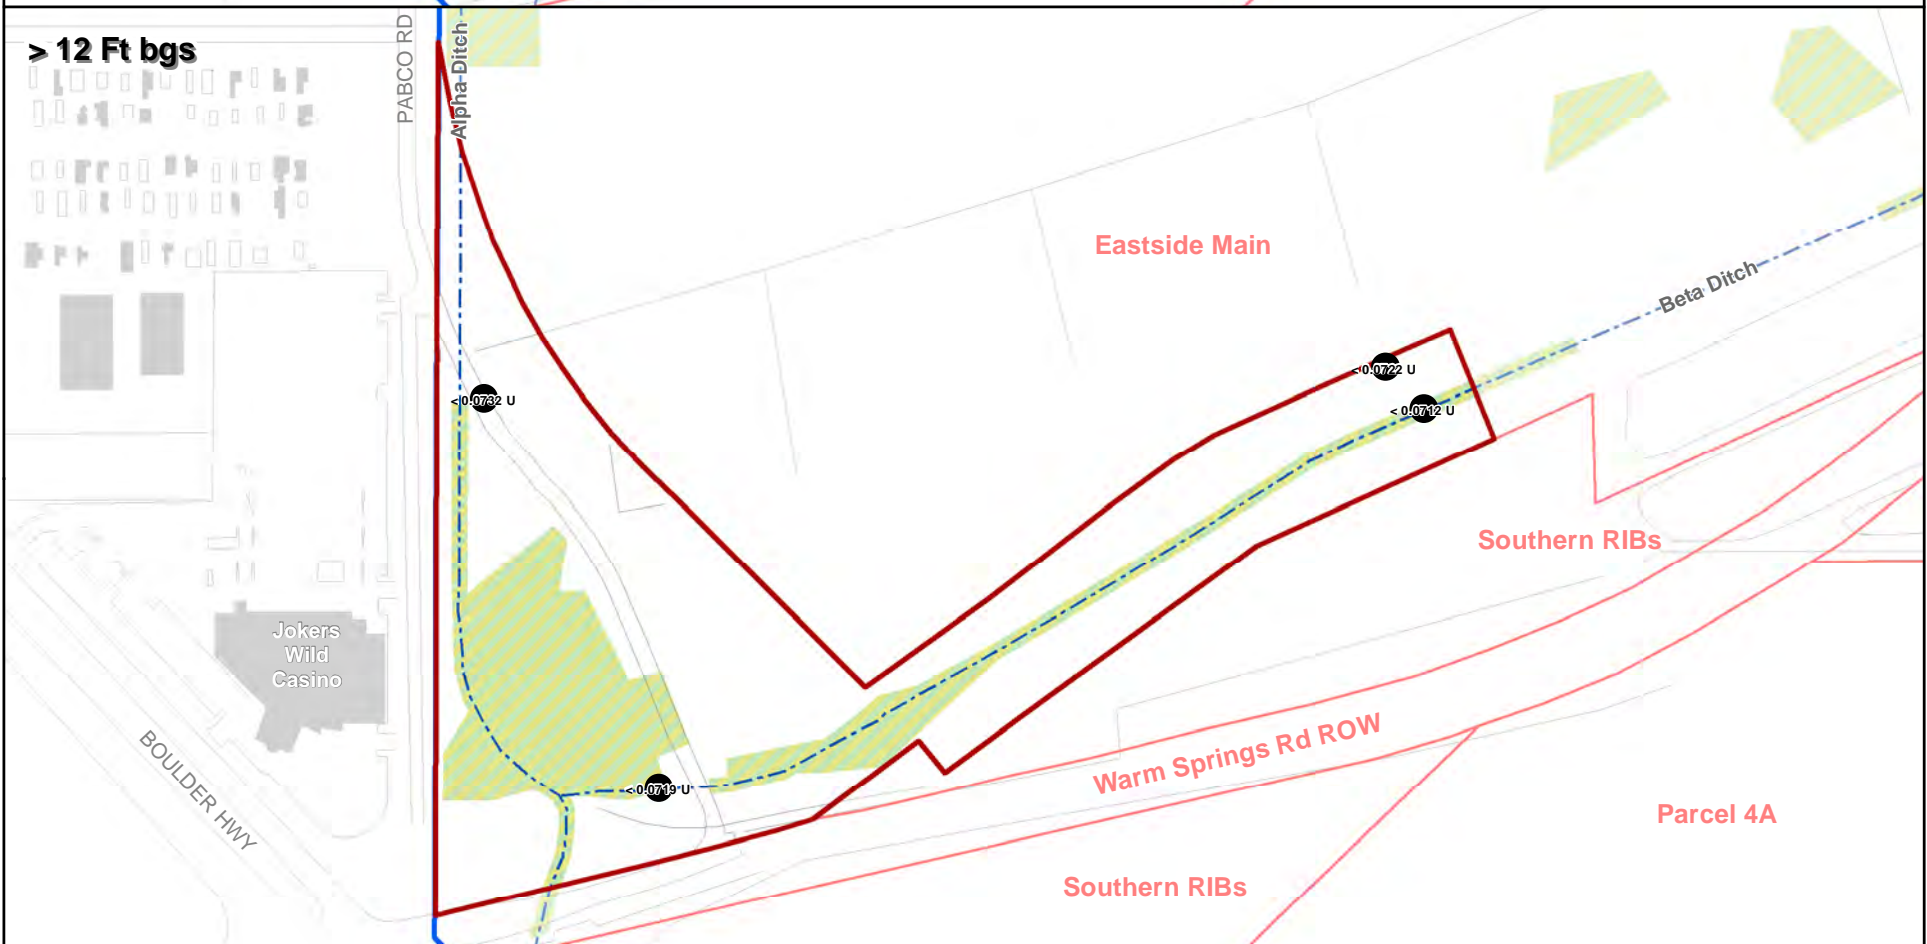 > 12 Ft bgs
PABCO RD
Alpha Ditch
Eastside Main
Beta Ditch
< 0.0722 U
< 0.0732 U
< 0.0712 U
Southern RIBs
Jokers
Wild
Casino
BOULDER HWY
Warm Springs Rd ROW
< 0.0719 U
Parcel 4A
Southern RIBs